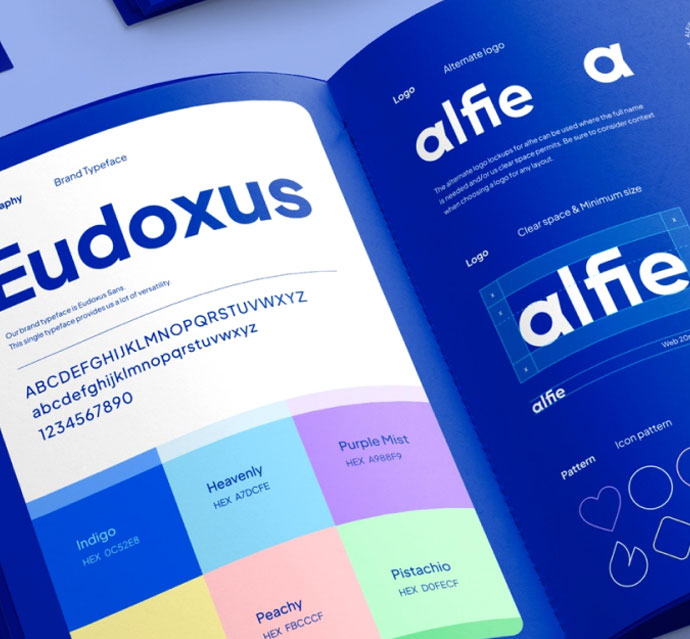 aphy
Brand Typeface
Eudoxus
Our brand typeface is Eudoxus Sans.
This single typeface provides us a lot of versatility
ABCDEFGHIJKLMNOPQRSTUVWXYZ
abcdefghijklmnopqrstuvwxyz
1234567890
Indigo
HEX 0C52E8
Heavenly
HEX A7DCFE
Purple Mist
HEX A988F9
Peachy
HEX FBCCCF
Pistachio
HEX D0FECF
Logo
Alternate logo
alfie
a
The alternate logo lockups for alfie can be used where the full name
is needed and/or us clear space permits. Be sure to consider context
when choosing a logo for any layout.
Logo
Clear space & Minimum size
x
x
x
x
alfie
Web 20
alfie
Pattern
Icon pattern